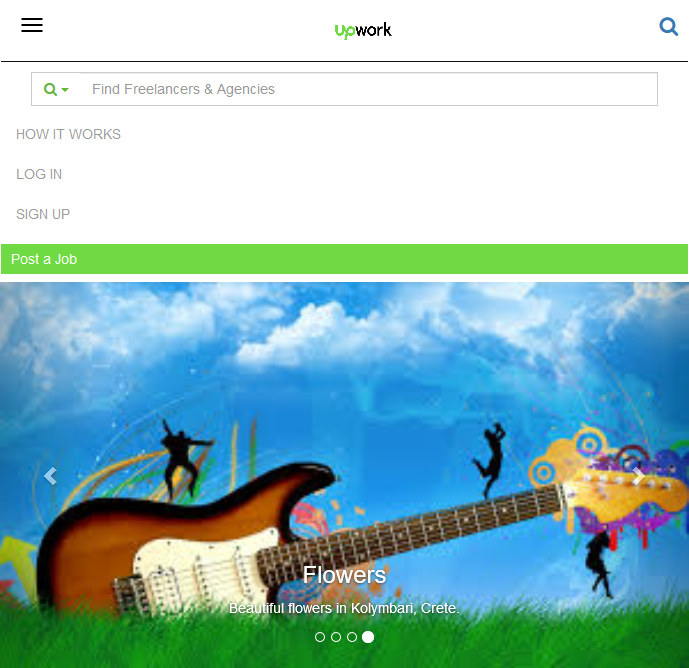 upwork
Find Freelancers & Agencies
HOW IT WORKS
LOG IN
SIGN UP
Post a Job
Flowers
Beautiful flowers in Kolymbari, Crete.